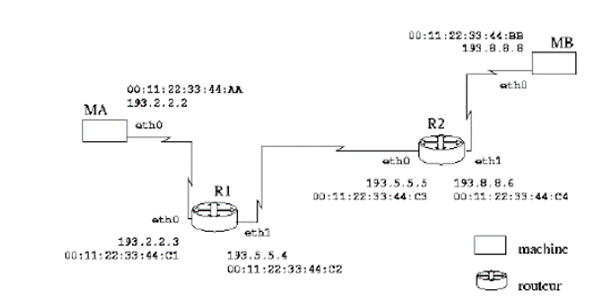 00:11:22:33:44:BB
193.8.8.8
MB
eth0
00:11:22:33:44:AA
193.2.2.2
MA
eth0
R2
eth0
eth1
193.5.5.5
00:11:22:33:44:C3
193.8.8.6
00:11:22:33:44:C4
R1
eth0
eth1
193.2.2.3
00:11:22:33:44:C1
193.5.5.4
00:11:22:33:44:C2
machine
routeur